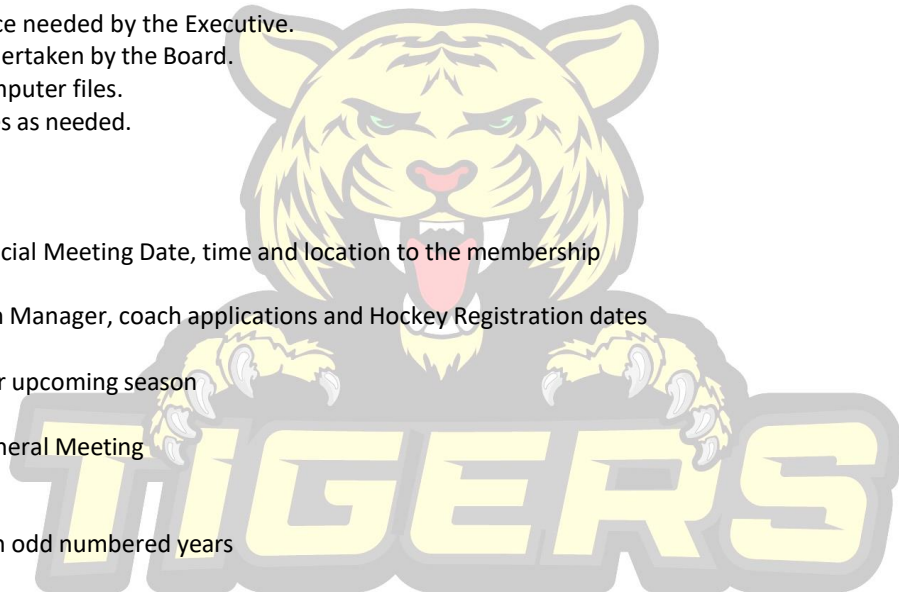 ce needed by the Executive.
ertaken by the Board.
nputer files.
s as needed.
cial Meeting Date, time and location to the membership
n Manager, coach applications and Hockey Registration dates
r upcoming season
neral Meeting
n odd numbered years
TIGERS